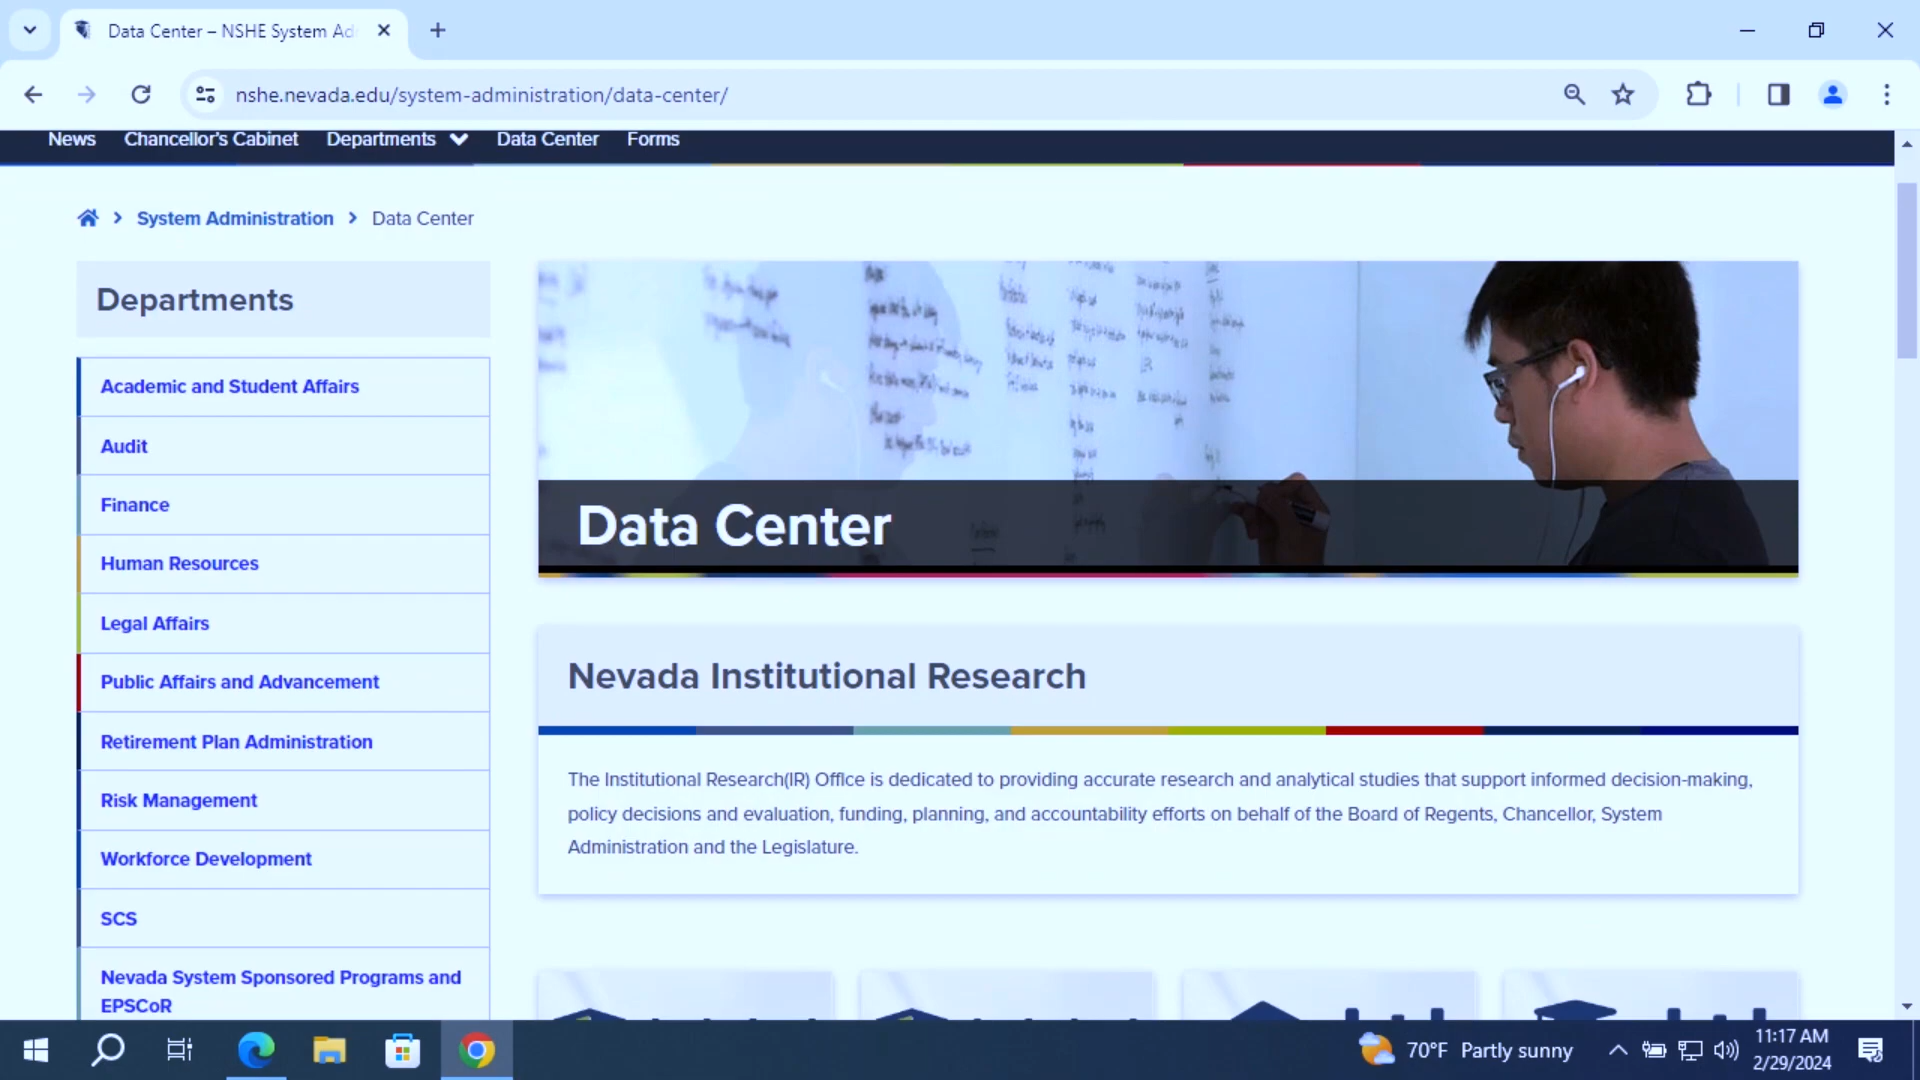 Data Center – NSHE System Ad
nshe.nevada.edu/system-administration/data-center/
News Chancellor's Cabinet Departments Data Center Forms
System Administration Data Center
Departments
Academic and Student Affairs
Audit
Finance
Human Resources
Legal Affairs
Public Affairs and Advancement
Retirement Plan Administration
Risk Management
Workforce Development
SCS
Nevada System Sponsored Programs and
EPSCoR
Data Center
Nevada Institutional Research
The Institutional Research(IR) Office is dedicated to providing accurate research and analytical studies that support informed decision-making,
policy decisions and evaluation, funding, planning, and accountability efforts on behalf of the Board of Regents, Chancellor, System
Administration and the Legislature.
70°F Partly sunny
11:17 AM
2/29/2024